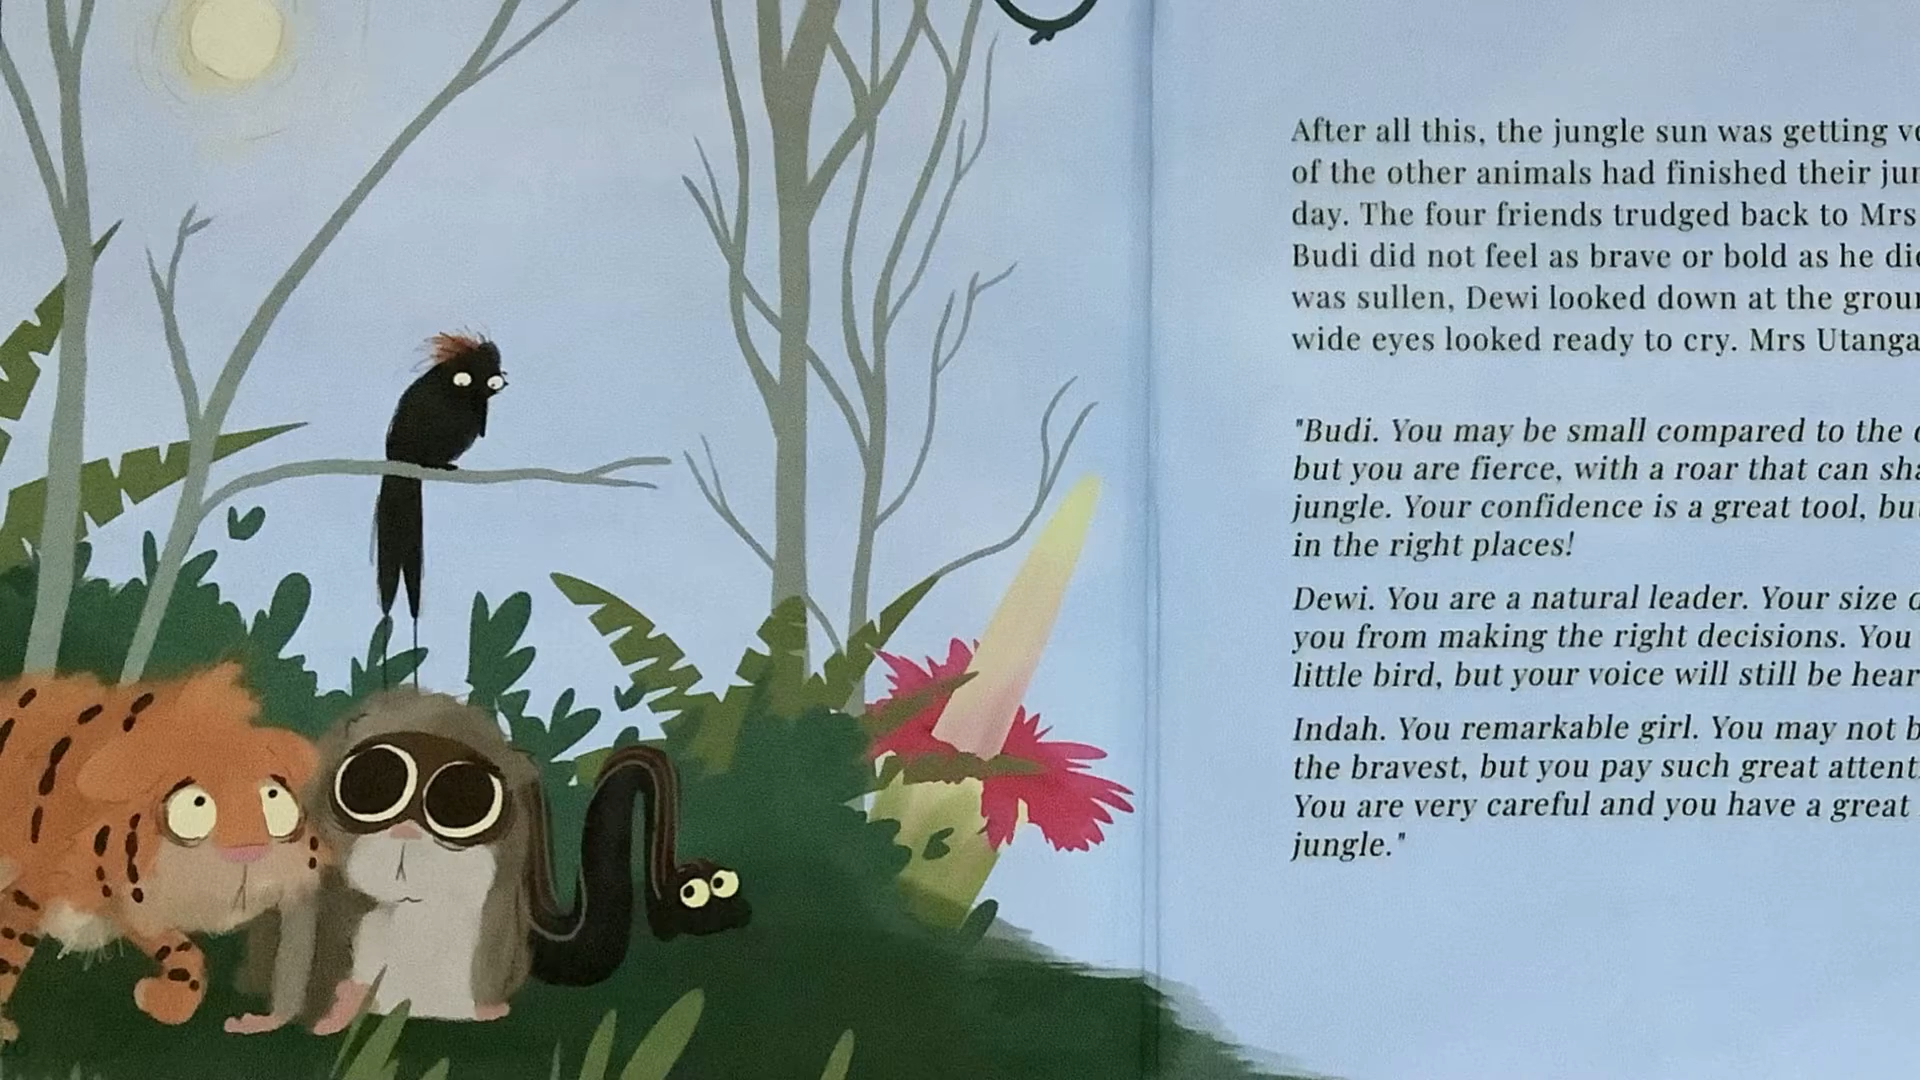 After all this, the jungle sun was getting
of the other animals had finished their
day. The four friends trudged back to Mrs
Budi did not feel as brave or bold as he
was sullen, Dewi looked down at the
wide eyes looked ready to cry. Mrs
"Budi. You may be small compared to the
but you are fierce, with a roar that can
jungle. Your confidence is a great tool,
in the right places!
Dewi. You are a natural leader. Your size
you from making the right decisions. You
little bird, but your voice will still be
Indah. You remarkable girl. You may not
the bravest, but you pay such great
You are very careful and you have a great
jungle."